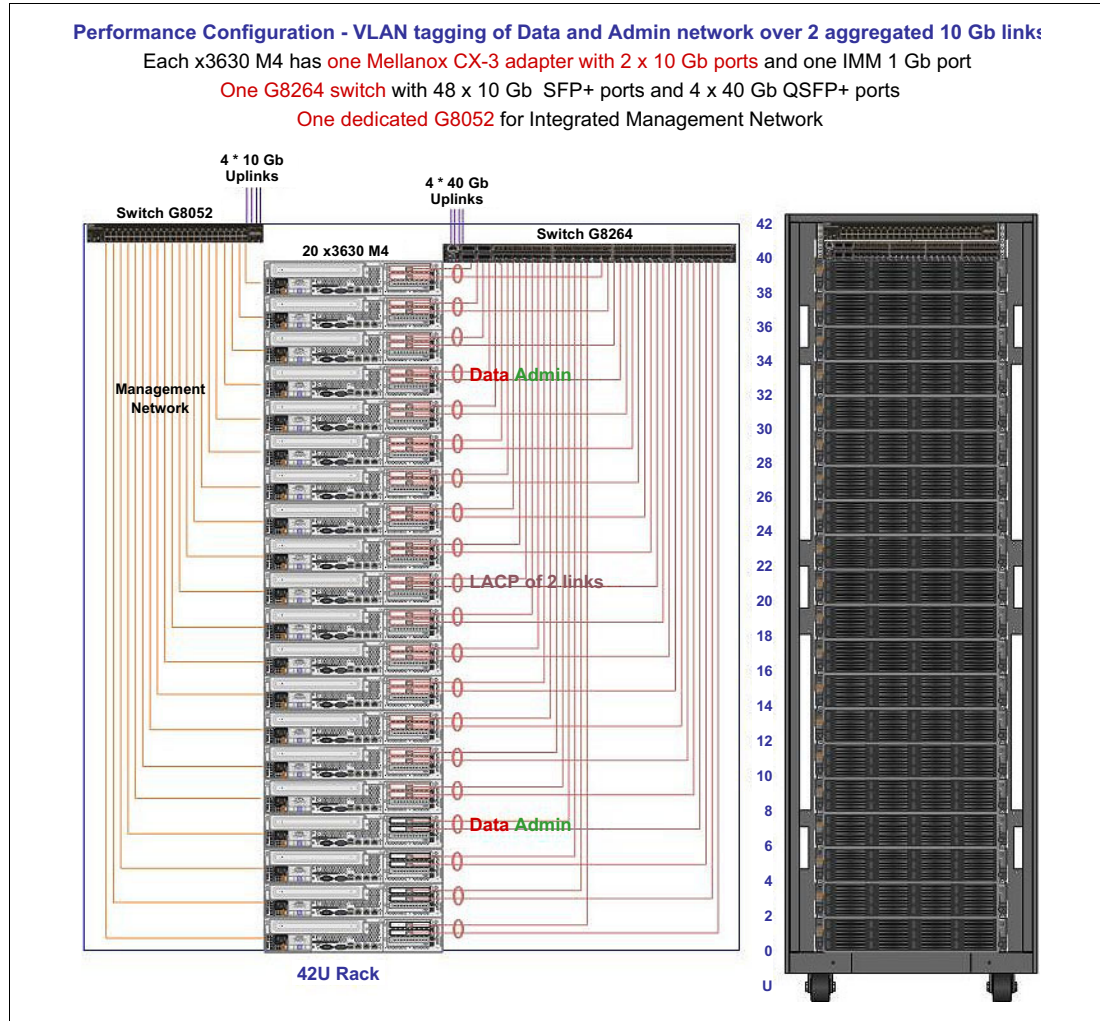 Performance Configuration - VLAN tagging of Data and Admin network over 2 aggregated 10 Gb links
Each x3630 M4 has one Mellanox CX-3 adapter with 2 x 10 Gb ports and one IMM 1 Gb port
One G8264 switch with 48 x 10 Gb SFP+ ports and 4 x 40 Gb QSFP+ ports
One dedicated G8052 for Integrated Management Network
4 * 10 Gb
Uplinks
4 * 40 Gb
Uplinks
Switch G8052
Switch G8264
20 x3630 M4
Management
Network
Data Admin
LACP of 2 links
Data Admin
42U Rack
42
40
38
36
34
32
30
28
26
24
22
20
18
16
14
12
10
8
6
4
2
0
U